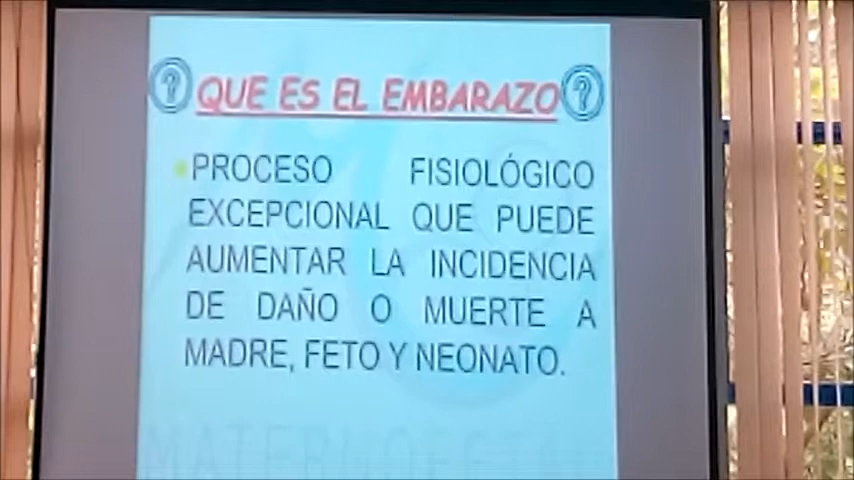 ? QUE ES EL EMBARAZO ?
PROCESO FISIOLÓGICO
EXCEPCIONAL QUE PUEDE
AUMENTAR LA INCIDENCIA
DE DAÑO O MUERTE A
MADRE, FETO Y NEONATO.